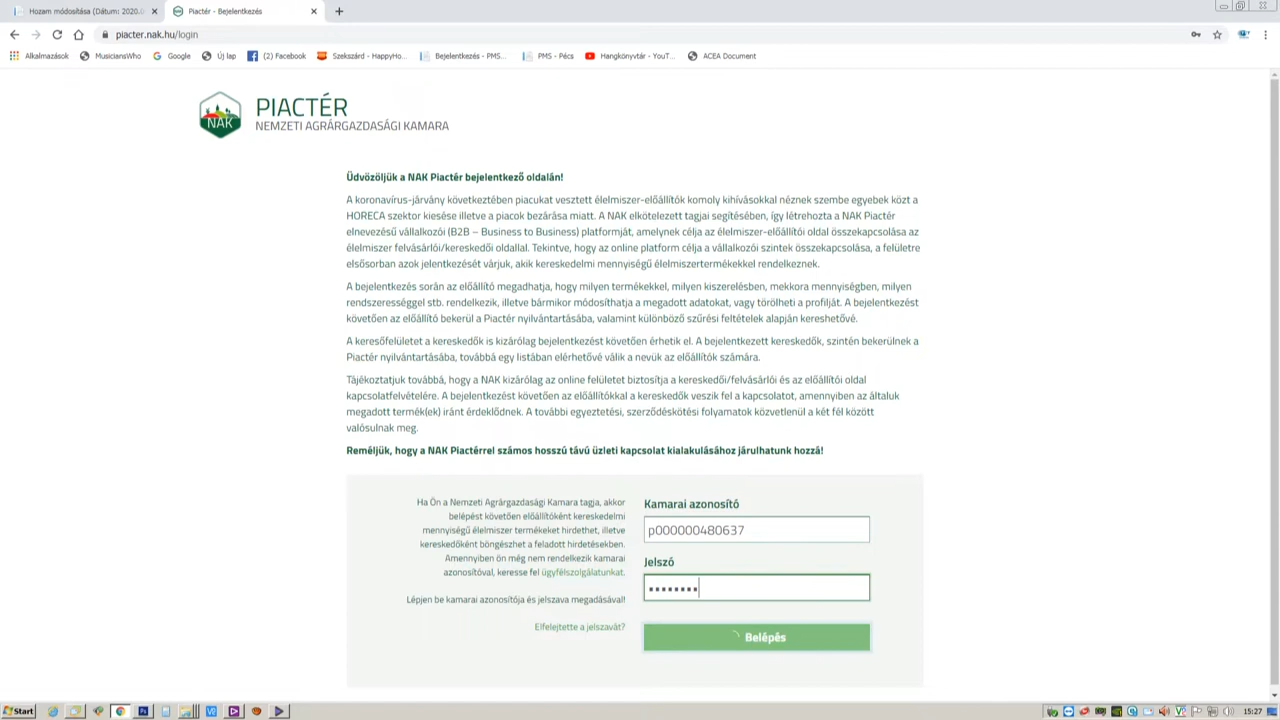 Hozam módosítása (Dátum: 2020.0
Piactér - Bejelentkezés
piacter.nak.hu/login
Alkalmazások
MusiciansWho
Google
Új lap
(2) Facebook
Szekszárd - HappyHo...
Bejelentkezés - PMS...
PMS - Pécs
Hangkönyvtár - YouT...
ACEA Document
NAK
PIACTÉR
NEMZETI AGRÁRGAZDASÁGI KAMARA
Üdvözöljük a NAK Piactér bejelentkező oldalán!
A koronavírus-járvány következtében piacukat vesztett élelmiszer-előállítók komoly kihívásokkal néznek szembe egyebek közt a
HORECA szektor kiesése illetve a piacok bezárása miatt. A NAK elkötelezett tagjai segítésében, így létrehozta a NAK Piactér
elnevezésű vállalkozói (B2B – Business to Business) platformját, amelynek célja az élelmiszer-előállítói oldal összekapcsolása az
élelmiszer felvásárlói/kereskedői oldallal. Tekintve, hogy az online platform célja a vállalkozói szintek összekapcsolása, a felületre
elsősorban azok jelentkezését várjuk, akik kereskedelmi mennyiségű élelmiszertermékekkel rendelkeznek.
A bejelentkezés során az előállító megadhatja, hogy milyen termékekkel, milyen kiszerelésben, mekkora mennyiségben, milyen
rendszerességgel stb. rendelkezik, illetve bármikor módosíthatja a megadott adatokat, vagy törölheti a profilját. A bejelentkezést
követően az előállító bekerül a Piactér nyilvántartásába, valamint különböző szűrési feltételek alapján kereshetővé.
A keresőfelületet a kereskedők is kizárólag bejelentkezést követően érhetik el. A bejelentkezett kereskedők, szintén bekerülnek a
Piactér nyilvántartásába, továbbá egy listában elérhetővé válik a nevük az előállítók számára.
Tájékoztatjuk továbbá, hogy a NAK kizárólag az online felületet biztosítja a kereskedői/felvásárlói és az előállítói oldal
kapcsolatfelvételére. A bejelentkezést követően az előállítókkal a kereskedők veszik fel a kapcsolatot, amennyiben az általuk
megadott termék(ek) iránt érdeklődnek. A további egyeztetési, szerződéskötési folyamatok közvetlenül a két fél között
valósulnak meg.
Reméljük, hogy a NAK Piactérrel számos hosszú távú üzleti kapcsolat kialakulásához járulhatunk hozzá!
Ha Ön a Nemzeti Agrárgazdasági Kamara tagja, akkor
belépést követően előállítóként kereskedelmi
mennyiségű élelmiszer termékeket hirdethet, illetve
kereskedőként böngészhet a feladott hirdetésekben.
Amennyiben ön még nem rendelkezik kamarai
azonosítóval, keresse fel ügyfélszolgálatunkat.
Lépjen be kamarai azonosítója és jelszava megadásával!
Elfelejtette a jelszavát?
Kamarai azonosító
p000000480637
Jelszó
••••••••
Belépés
Start
15:27